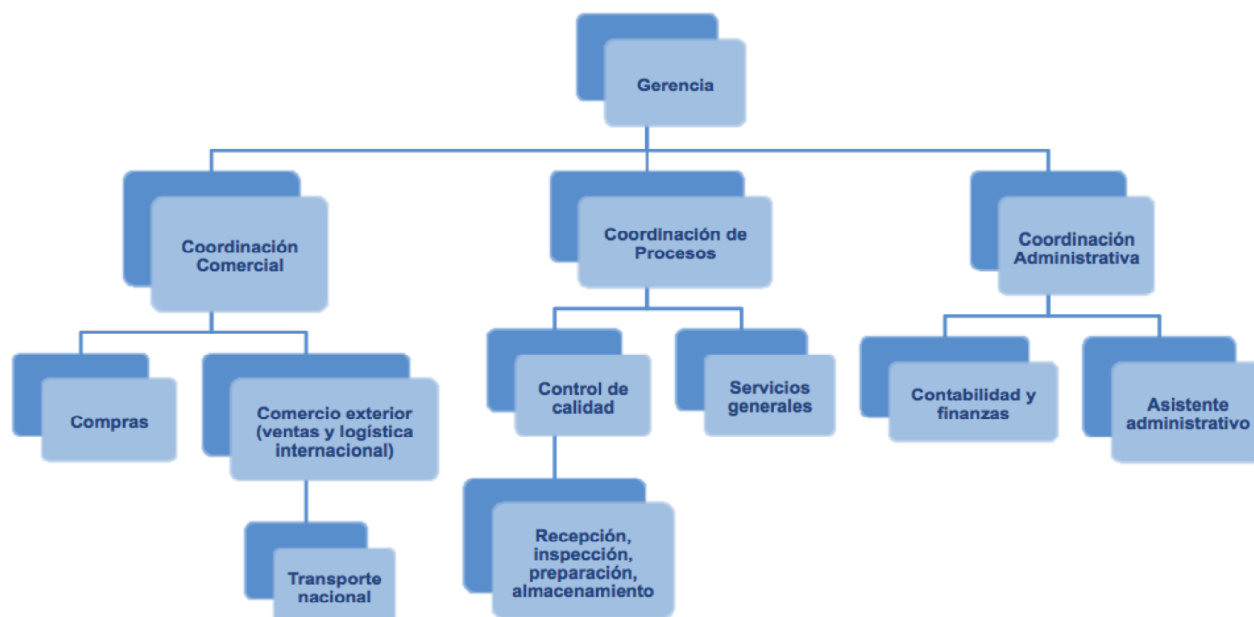 Gerencia
Coordinación
Comercial
Coordinación de
Procesos
Coordinación
Administrativa
Compras
Comercio exterior
(ventas y logística
internacional)
Control de
calidad
Servicios
generales
Contabilidad y
finanzas
Asistente
administrativo
Transporte
nacional
Recepción,
inspección,
preparación,
almacenamiento